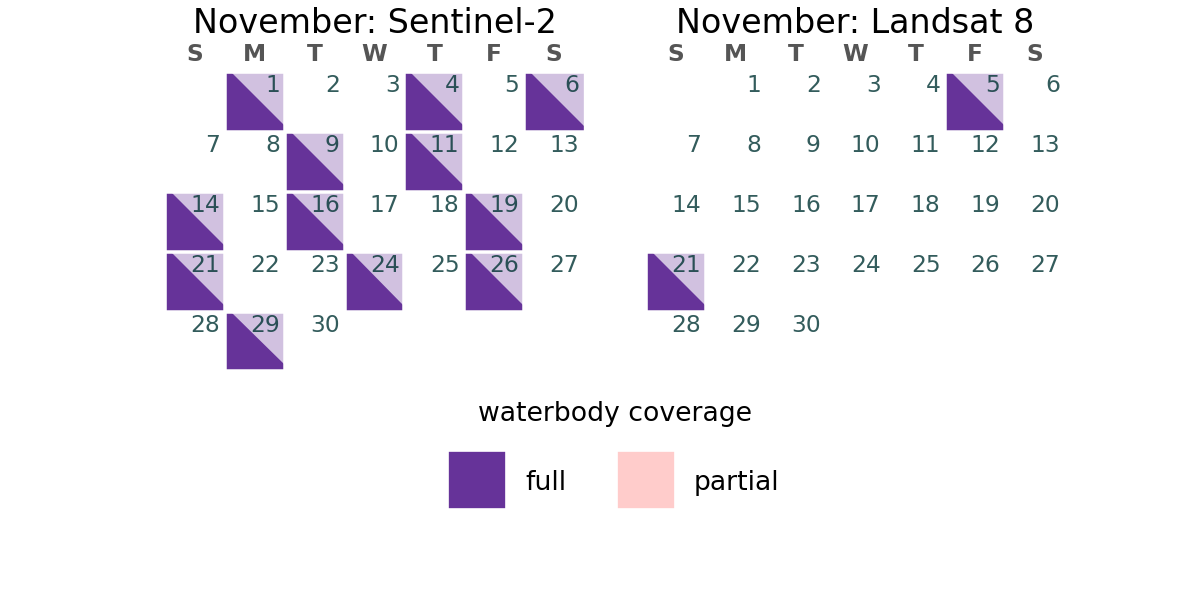 November: Sentinel-2
S M T W T F S
1 2 3 4 5 6
7 8 9 10 11 12 13
14 15 16 17 18 19 20
21 22 23 24 25 26 27
28 29 30
November: Landsat 8
S M T W T F S
1 2 3 4 5 6
7 8 9 10 11 12 13
14 15 16 17 18 19 20
21 22 23 24 25 26 27
28 29 30
waterbody coverage
full
partial